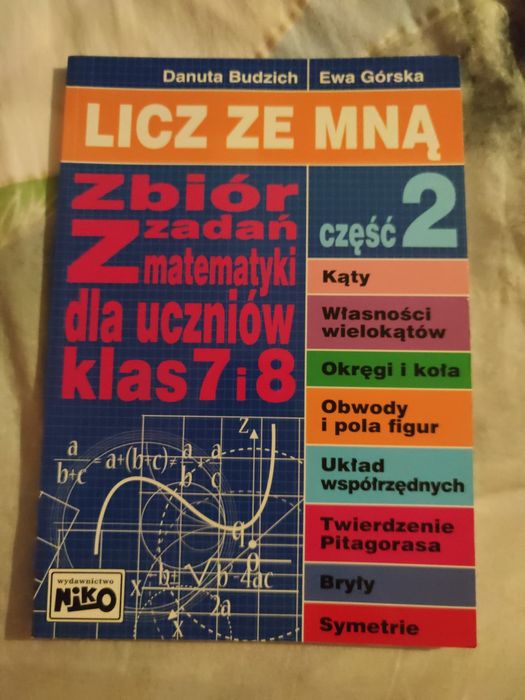 Danuta Budzich Ewa Górska
LICZ ZE MNĄ
Zbiór
zadań
Z matematyki
dla uczniów
klas 7 i 8
część 2
Kąty
Własności
wielokątów
Okręgi i koła
Obwody
i pola figur
Układ
współrzędnych
Twierdzenie
Pitagorasa
Bryły
Symetrie
wydawnictwo
NiKO